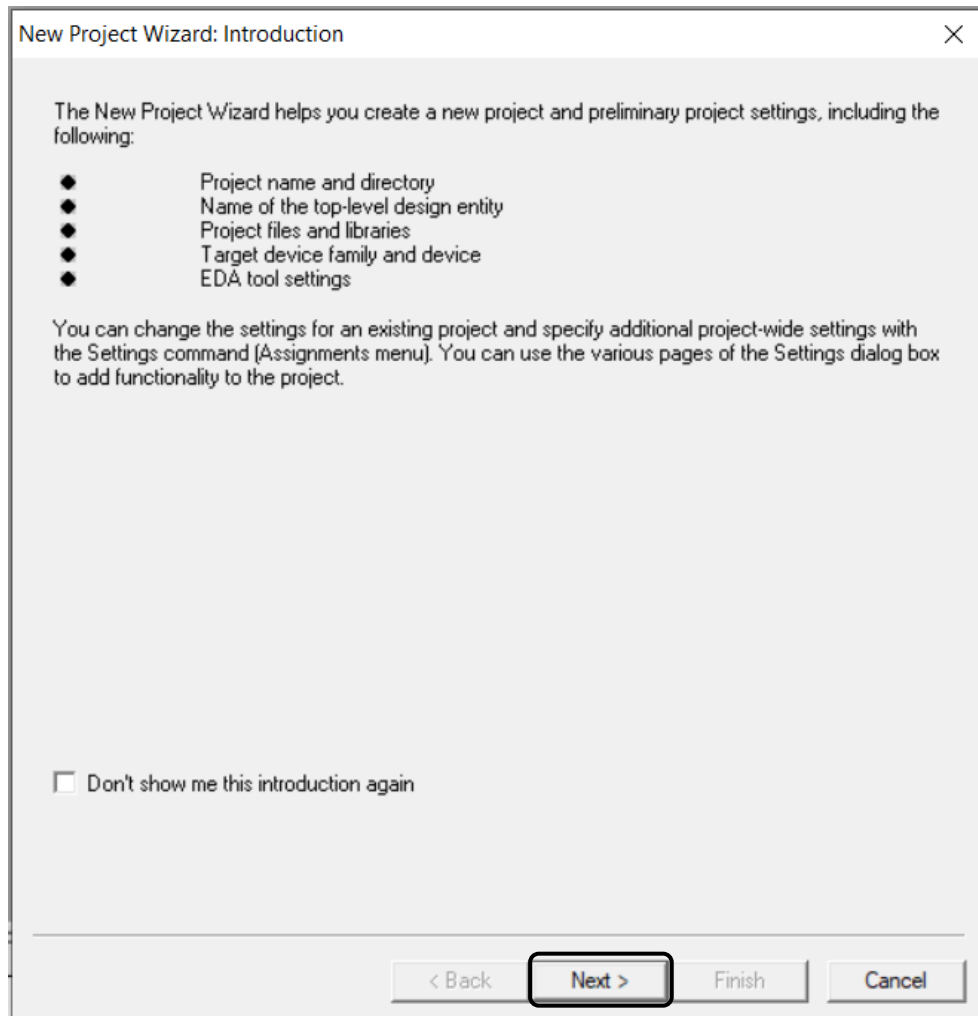 New Project Wizard: Introduction
The New Project Wizard helps you create a new project and preliminary project settings, including the
following:
Project name and directory
Name of the top-level design entity
Project files and libraries
Target device family and device
EDA tool settings
You can change the settings for an existing project and specify additional project-wide settings with
the Settings command (Assignments menu). You can use the various pages of the Settings dialog box
to add functionality to the project.
Don't show me this introduction again
< Back Next > Finish Cancel